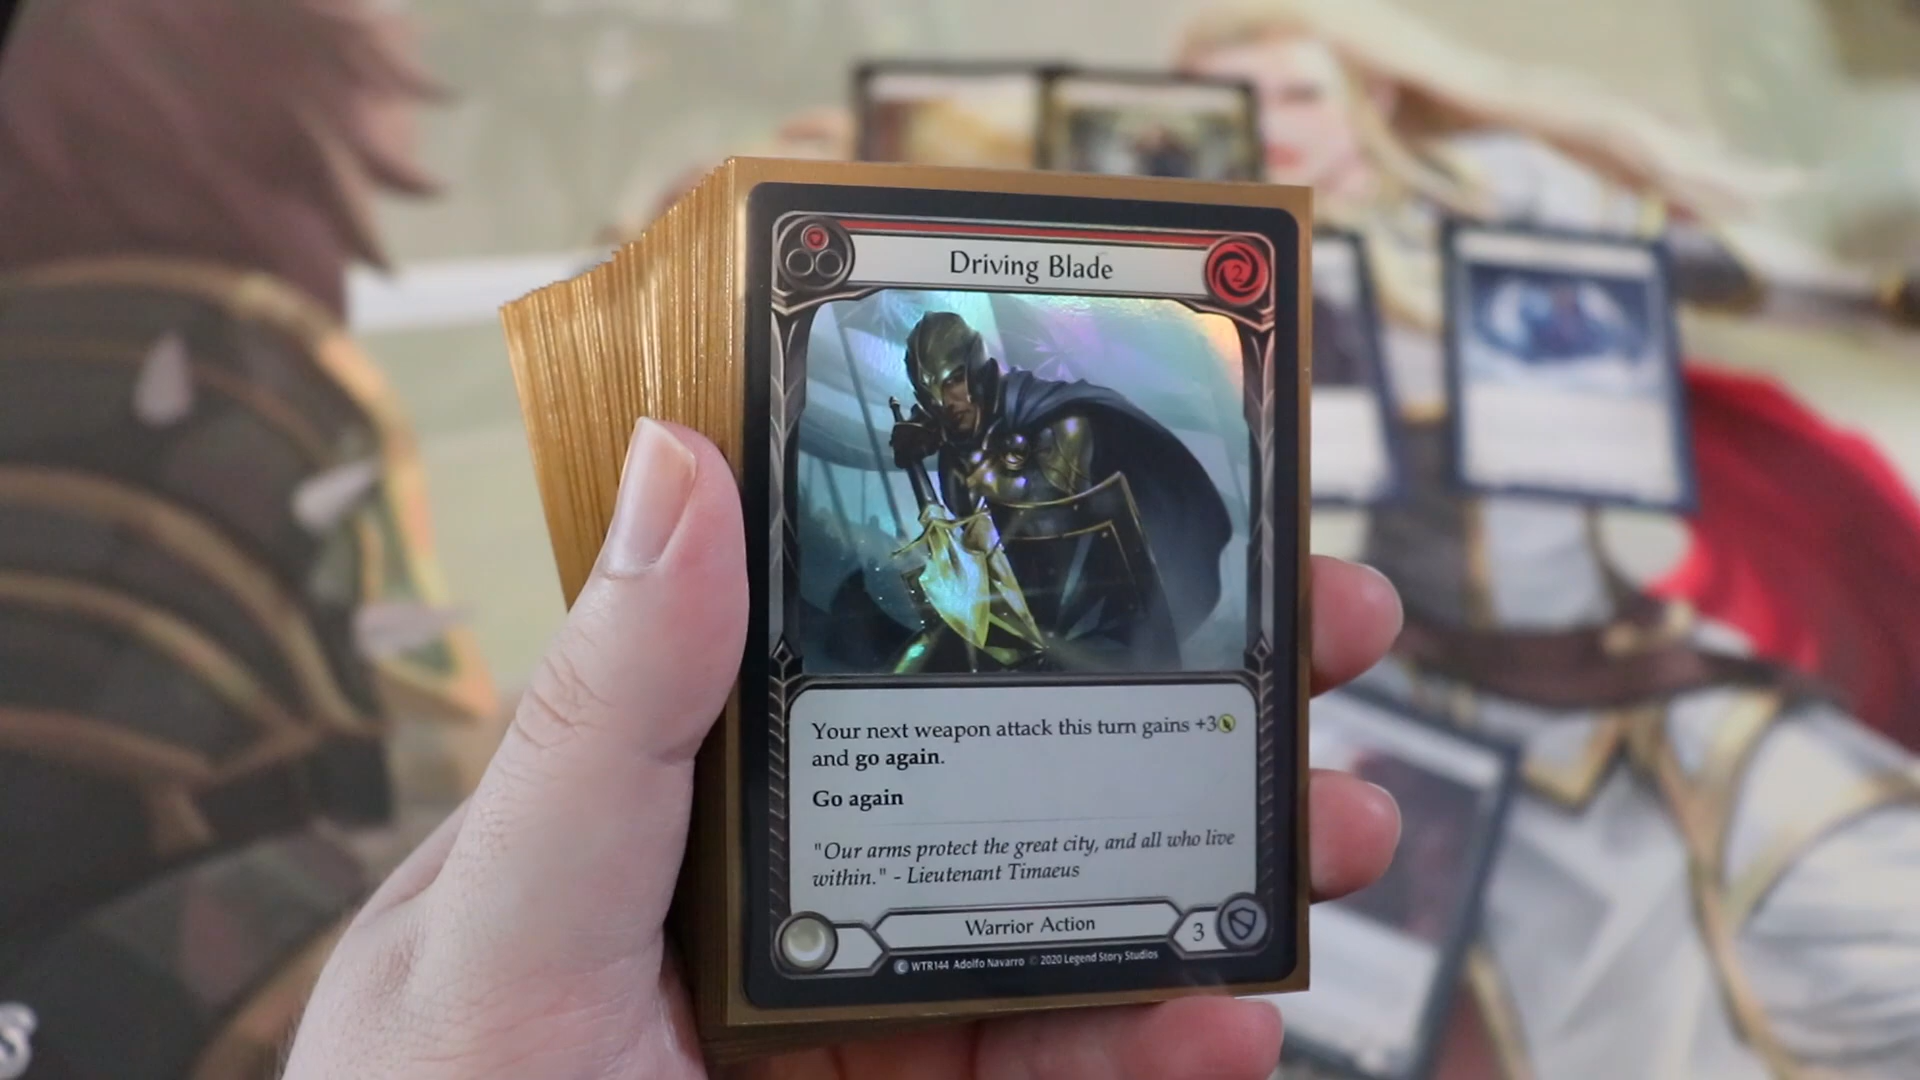 Driving Blade
2
Your next weapon attack this turn gains +3
and go again.
Go again
"Our arms protect the great city, and all who live
within." - Lieutenant Timaeus
Warrior Action
3
C WTR144 Adolfo Navarro © 2020 Legend Story Studios